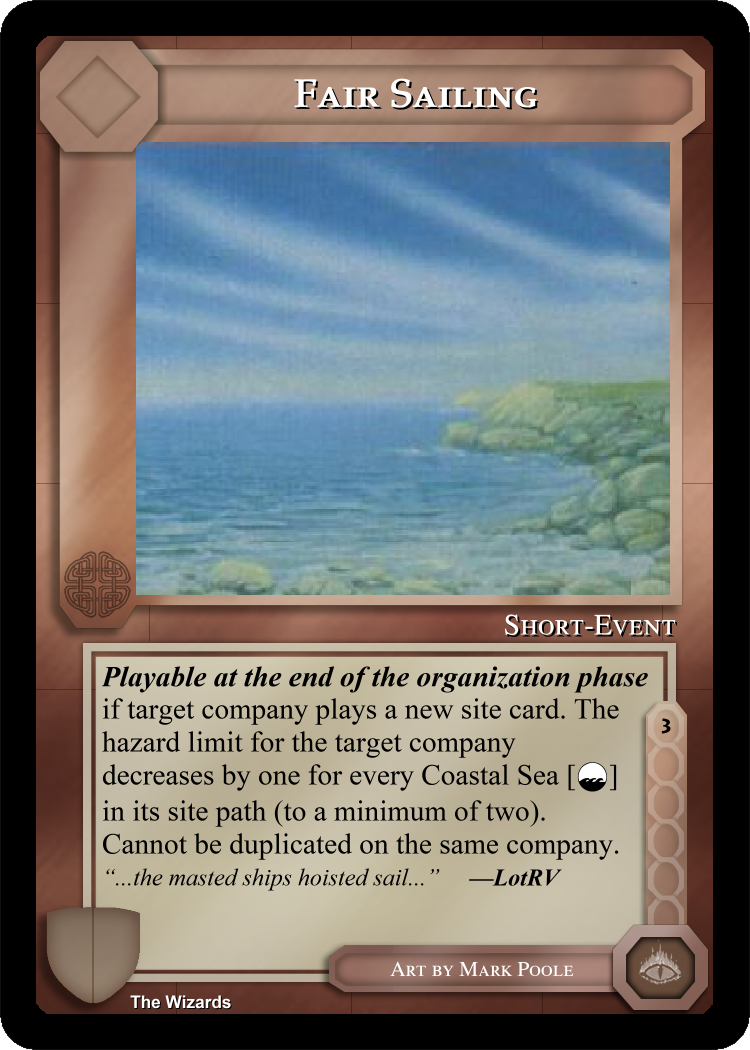 Fair Sailing
Short-Event
Playable at the end of the organization phase
if target company plays a new site card. The
hazard limit for the target company
decreases by one for every Coastal Sea [ ]
in its site path (to a minimum of two).
Cannot be duplicated on the same company.
“...the masted ships hoisted sail...” —LotRV
3
Art by Mark Poole
The Wizards